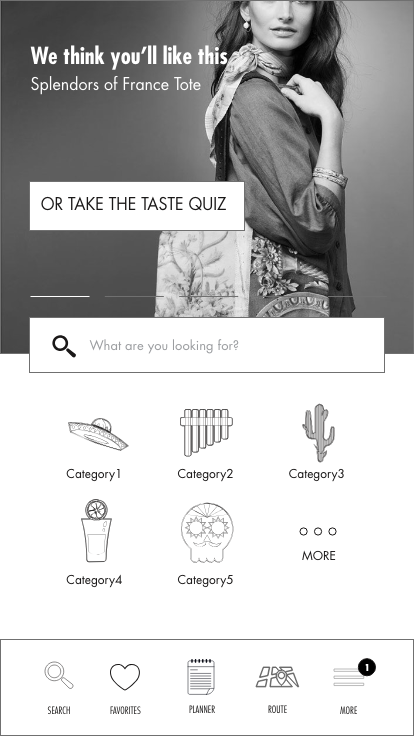 We think you'll like this
Splendors of France Tote
OR TAKE THE TASTE QUIZ
What are you looking for?
Category1
Category2
Category3
Category4
Category5
MORE
1
SEARCH
FAVORITES
PLANNER
ROUTE
MORE